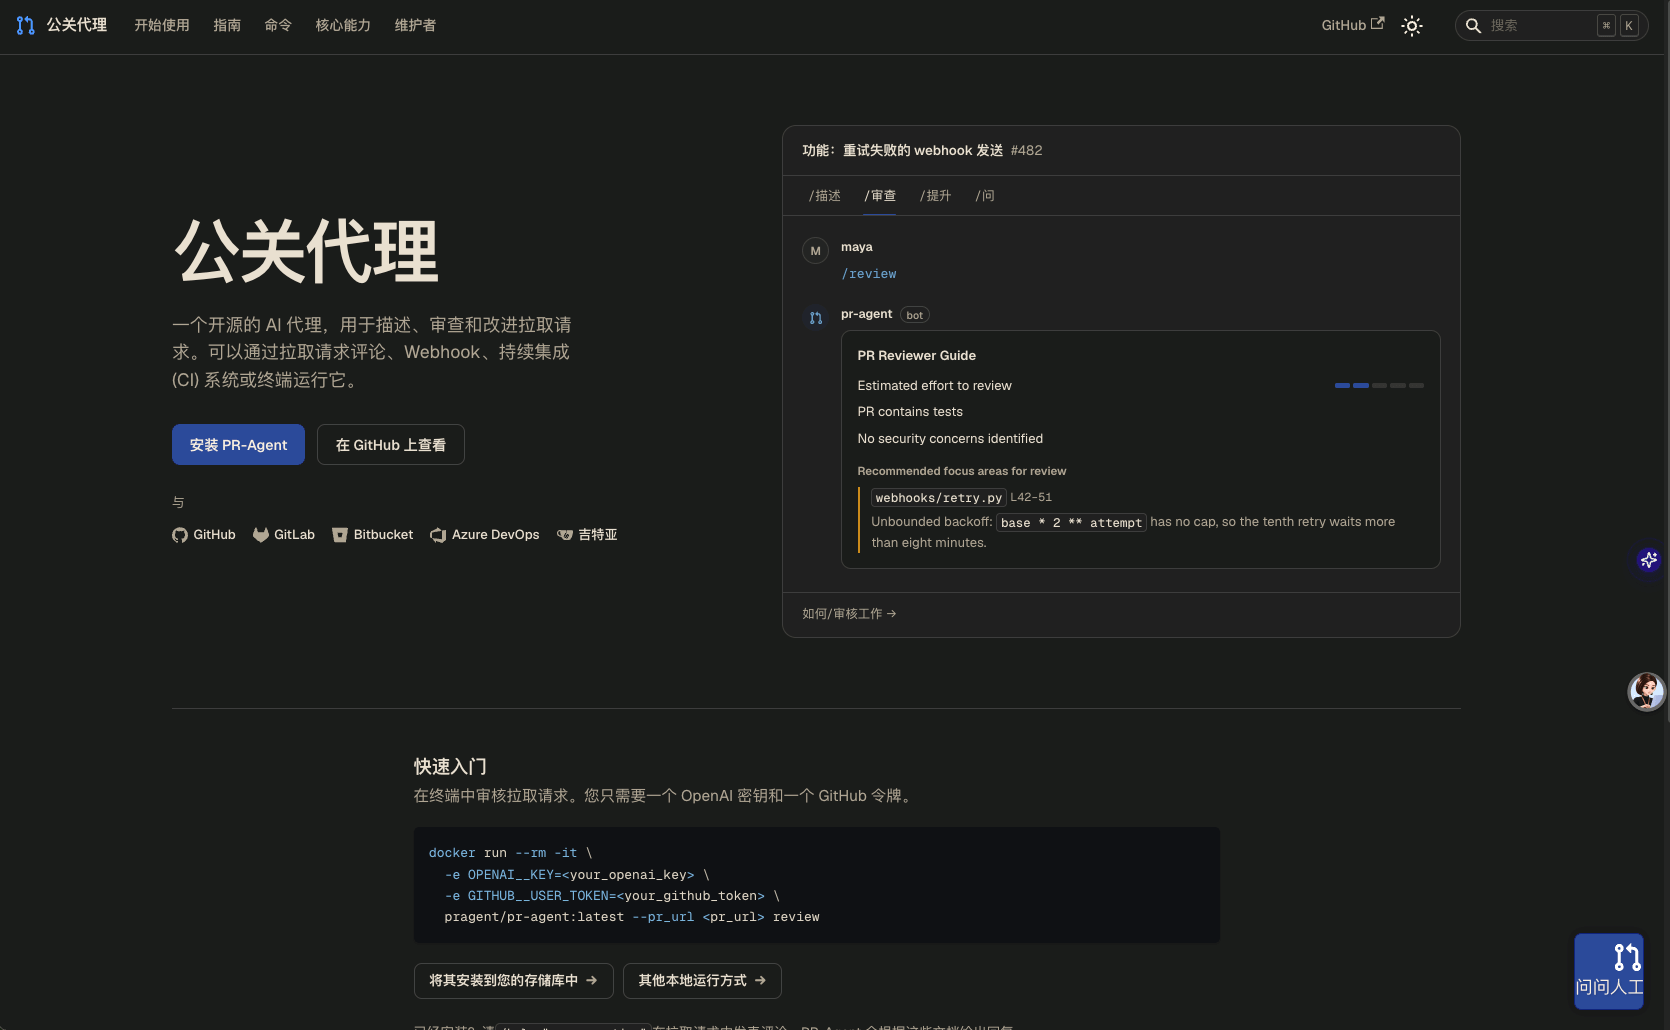 公关代理
开始使用 指南 命令 核心能力 维护者
GitHub
搜索 ⌘ K
公关代理
一个开源的 AI 代理，用于描述、审查和改进拉取请
求。可以通过拉取请求评论、Webhook、持续集成
(CI) 系统或终端运行它。
安装 PR-Agent 在 GitHub 上查看
与
GitHub GitLab Bitbucket Azure DevOps 吉特亚
功能：重试失败的 webhook 发送 #482
/描述 /审查 /提升 /问
M maya
/review
pr-agent bot
PR Reviewer Guide
Estimated effort to review
PR contains tests
No security concerns identified
Recommended focus areas for review
webhooks/retry.py L42–51
Unbounded backoff: base * 2 ** attempt has no cap, so the tenth retry waits more
than eight minutes.
如何/审核工作 →
快速入门
在终端中审核拉取请求。您只需要一个 OpenAI 密钥和一个 GitHub 令牌。
docker run --rm -it \
-e OPENAI__KEY=<your_openai_key> \
-e GITHUB__USER_TOKEN=<your_github_token> \
pragent/pr-agent:latest --pr_url <pr_url> review
将其安装到您的存储库中 → 其他本地运行方式 →
问问人工